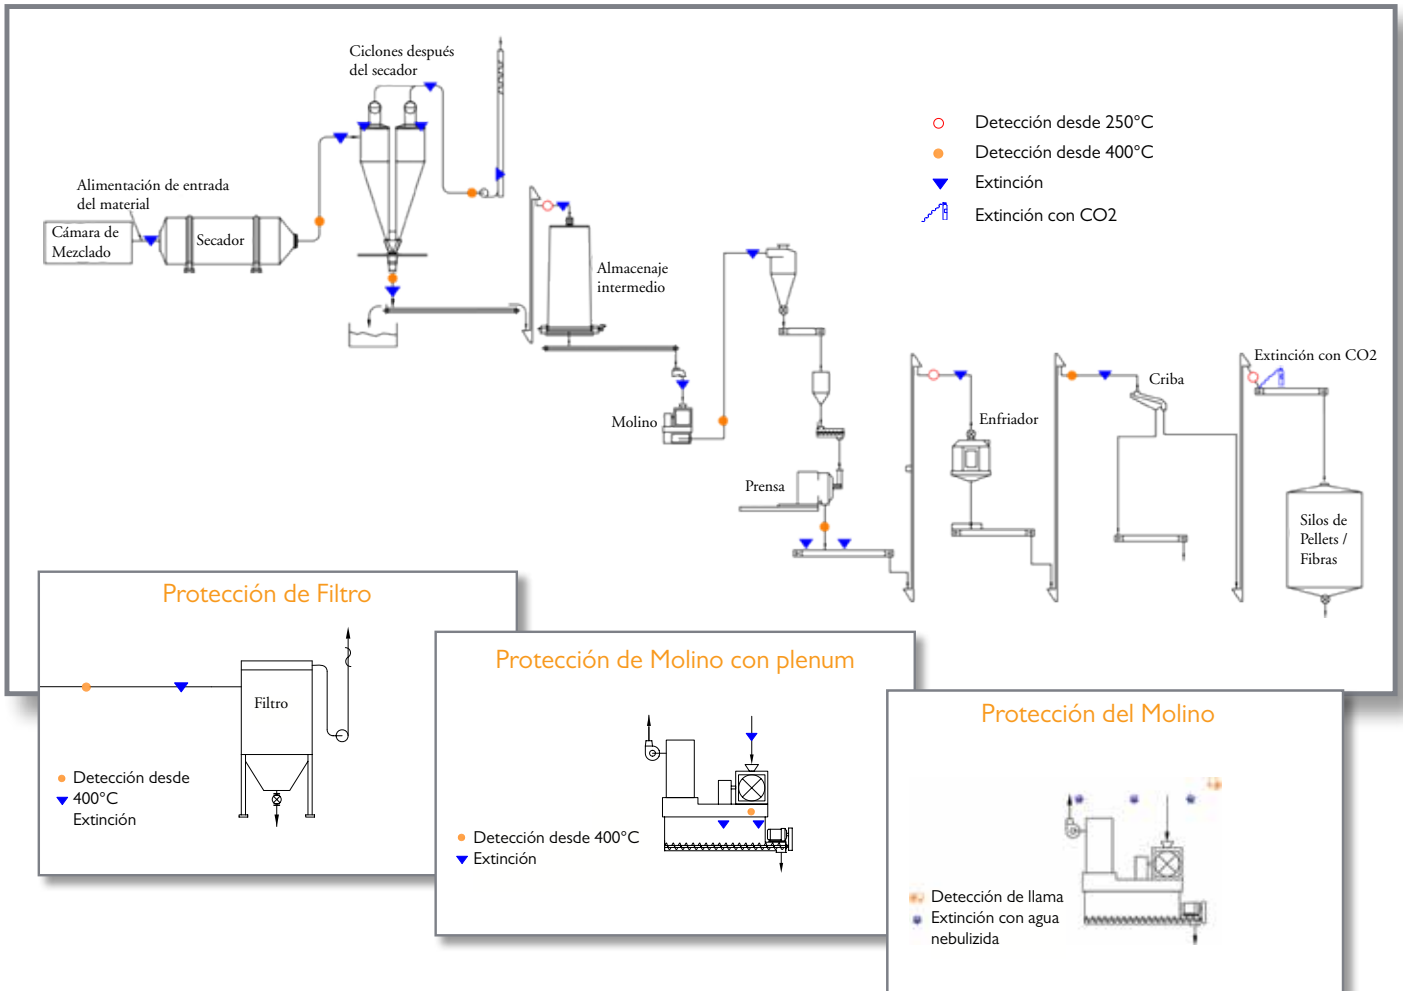 Ciclones después
del secador
Detección desde 250°C
Detección desde 400°C
Extinción
Extinción con CO2
Alimentación de entrada
del material
Cámara de
Mezclado
Secador
Almacenaje
intermedio
Molino
Prensa
Enfriador
Criba
Extinción con CO2
Silos de
Pellets /
Fibras
Protección de Filtro
Filtro
Detección desde
400°C
Extinción
Protección de Molino con plenum
Detección desde 400°C
Extinción
Protección del Molino
Detección de llama
Extinción con agua
nebulizida